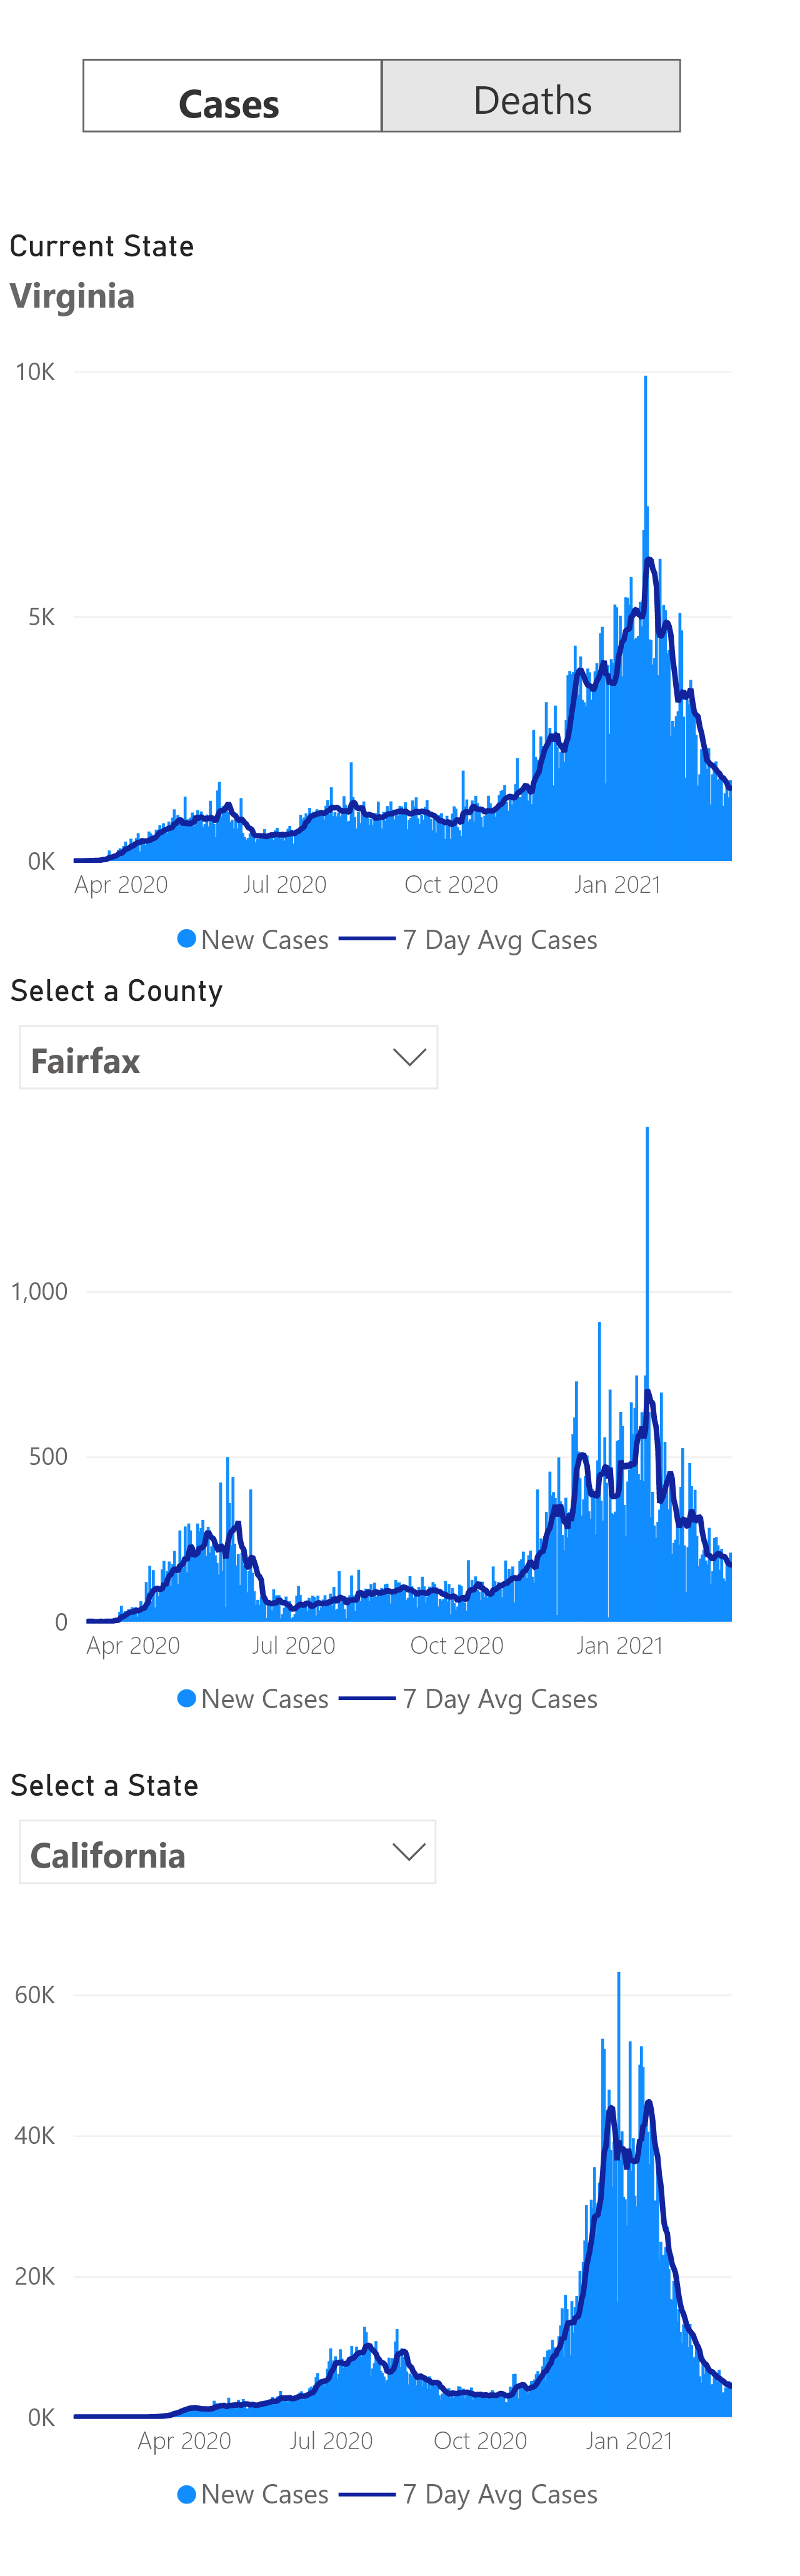 Cases Deaths
Current State
Virginia
10K
5K
0K
Apr 2020 Jul 2020 Oct 2020 Jan 2021
New Cases 7 Day Avg Cases
Select a County
Fairfax
1,000
500
0
Apr 2020 Jul 2020 Oct 2020 Jan 2021
New Cases 7 Day Avg Cases
Select a State
California
60K
40K
20K
0K
Apr 2020 Jul 2020 Oct 2020 Jan 2021
New Cases 7 Day Avg Cases